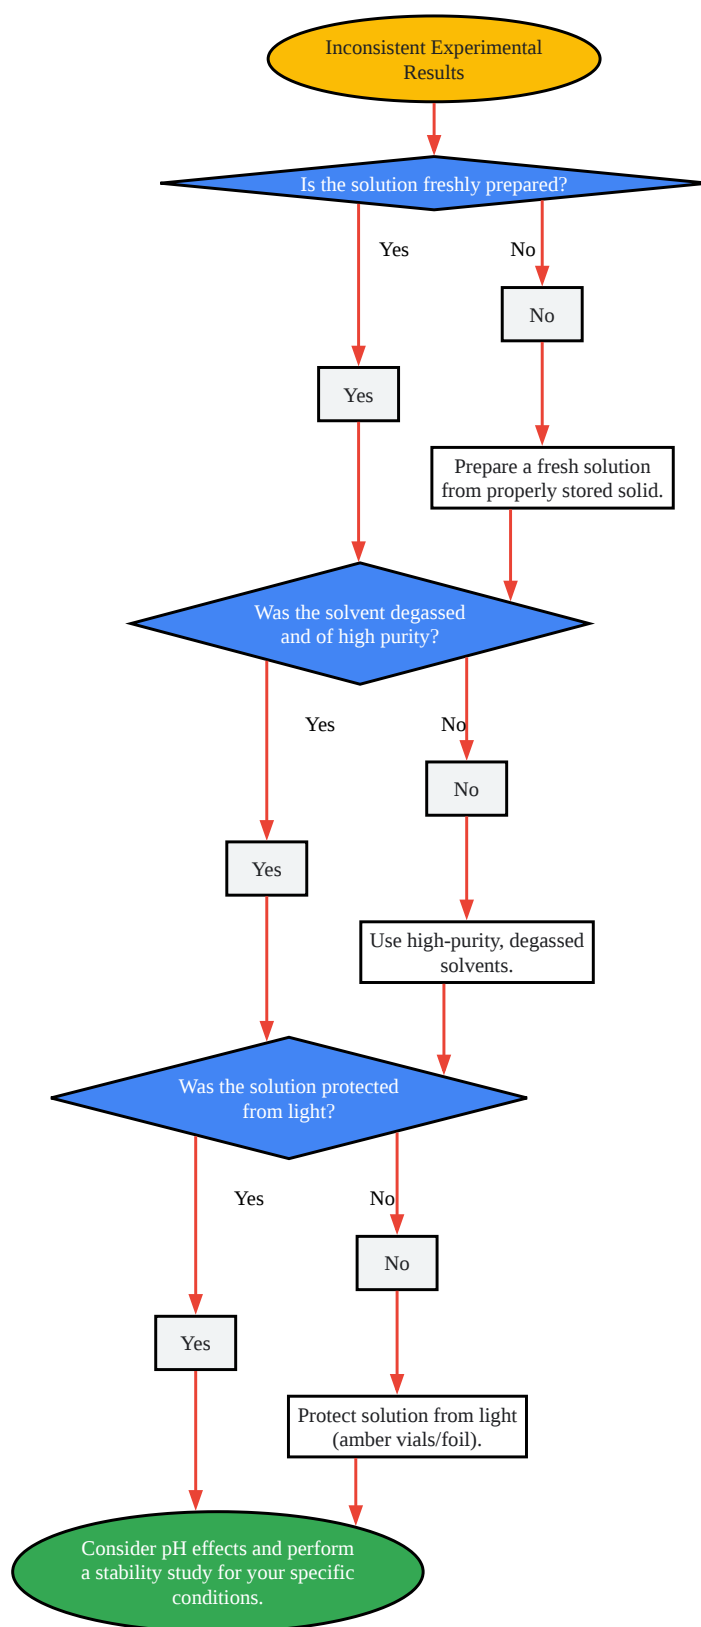 Inconsistent Experimental
Results
Is the solution freshly prepared?
Yes
No
No
Yes
Prepare a fresh solution
from properly stored solid.
Was the solvent degassed
and of high purity?
Yes
No
No
Yes
Use high-purity, degassed
solvents.
Was the solution protected
from light?
Yes
No
No
Yes
Protect solution from light
(amber vials/foil).
Consider pH effects and perform
a stability study for your specific
conditions.